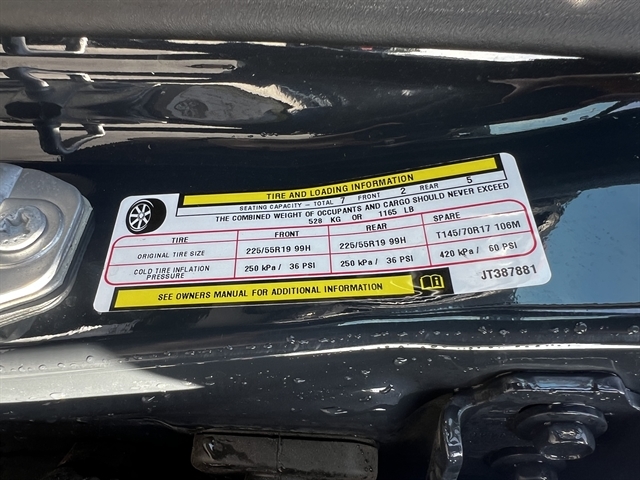 TIRE AND LOADING INFORMATION
SEATING CAPACITY – TOTAL 7 FRONT 2 REAR 5
THE COMBINED WEIGHT OF OCCUPANTS AND CARGO SHOULD NEVER EXCEED
528 KG OR 1165 LB
TIRE FRONT REAR SPARE
ORIGINAL TIRE SIZE 225/55R19 99H 225/55R19 99H T145/70R17 106M
COLD TIRE INFLATION PRESSURE 250 kPa / 36 PSI 250 kPa / 36 PSI 420 kPa / 60 PSI
SEE OWNERS MANUAL FOR ADDITIONAL INFORMATION
JT387881